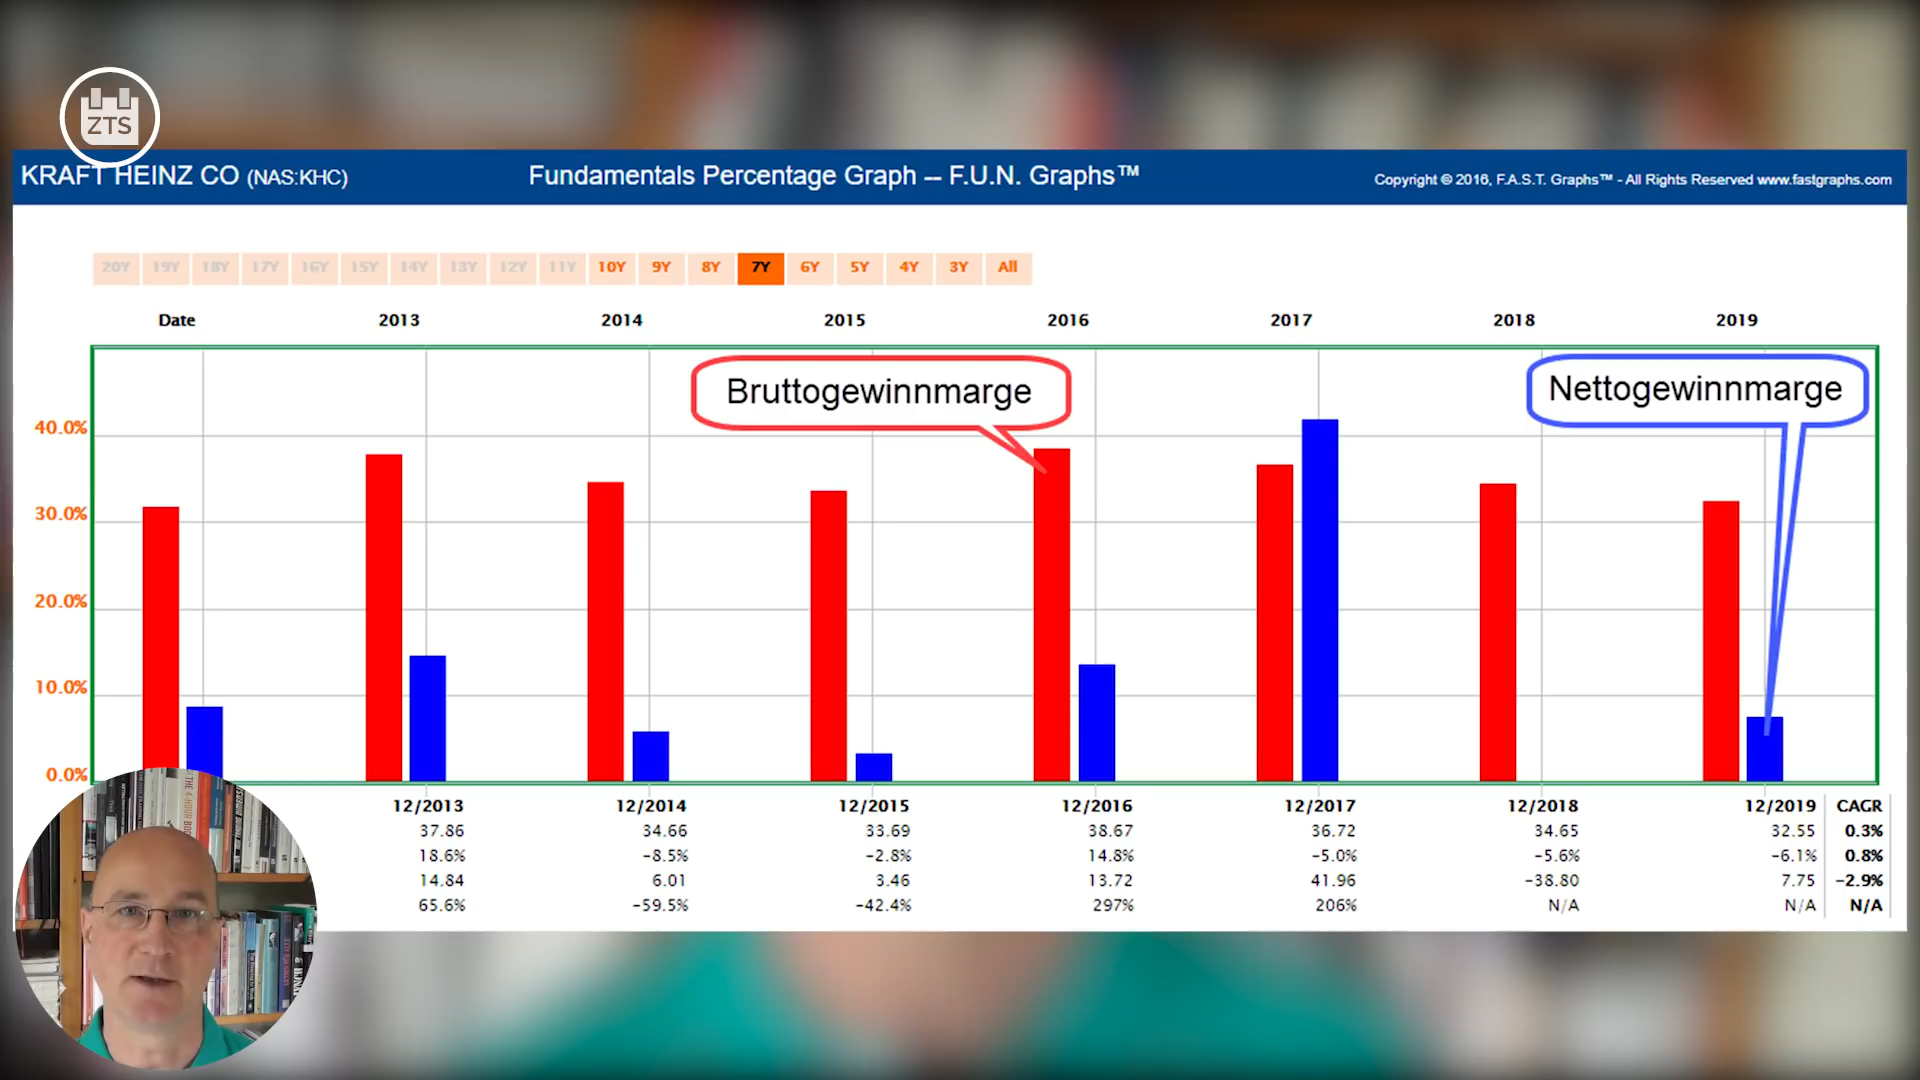 ZTS
KRAFT HEINZ CO (NAS:KHC) Fundamentals Percentage Graph -- F.U.N. Graphs™ Copyright © 2016, F.A.S.T. Graphs™ - All Rights Reserved www.fastgraphs.com
20Y 19Y 18Y 17Y 16Y 15Y 14Y 13Y 12Y 11Y 10Y 9Y 8Y 7Y 6Y 5Y 4Y 3Y All
Date 2013 2014 2015 2016 2017 2018 2019
Bruttogewinnmarge Nettogewinnmarge
40.0%
30.0%
20.0%
10.0%
0.0%
12/2013 12/2014 12/2015 12/2016 12/2017 12/2018 12/2019 CAGR
37.86 34.66 33.69 38.67 36.72 34.65 32.55 0.3%
18.6% -8.5% -2.8% 14.8% -5.0% -5.6% -6.1% 0.8%
14.84 6.01 3.46 13.72 41.96 -38.80 7.75 -2.9%
65.6% -59.5% -42.4% 297% 206% N/A N/A N/A
THE 4-HOUR